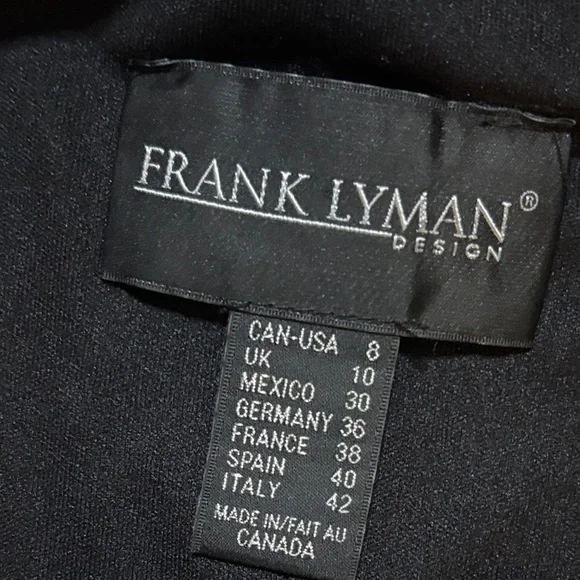 FRANK LYMAN®
DESIGN
CAN-USA 8
UK 10
MEXICO 30
GERMANY 36
FRANCE 38
SPAIN 40
ITALY 42
MADE IN/FAIT AU
CANADA